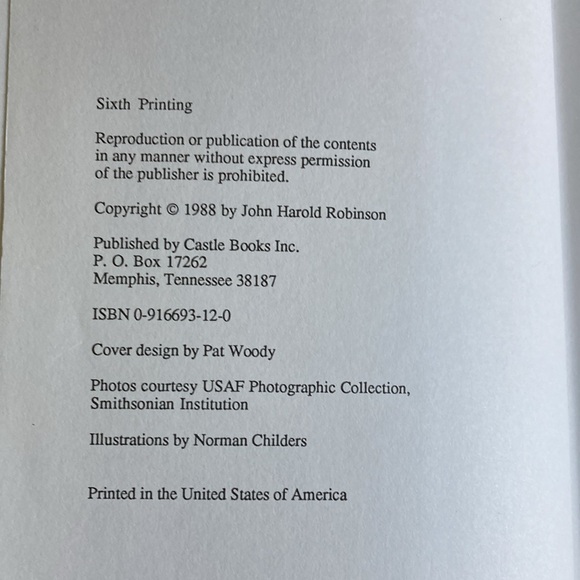 Sixth Printing
Reproduction or publication of the contents
in any manner without express permission
of the publisher is prohibited.
Copyright © 1988 by John Harold Robinson
Published by Castle Books Inc.
P. O. Box 17262
Memphis, Tennessee 38187
ISBN 0-916693-12-0
Cover design by Pat Woody
Photos courtesy USAF Photographic Collection,
Smithsonian Institution
Illustrations by Norman Childers
Printed in the United States of America